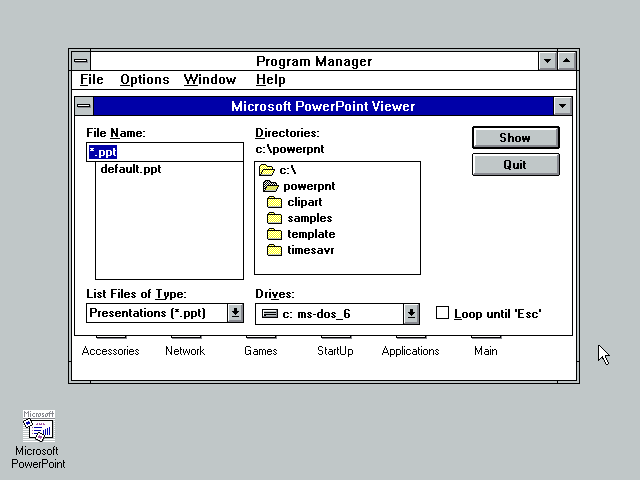 Program Manager
File Options Window Help
Microsoft PowerPoint Viewer
File Name:
*.ppt
default.ppt
Directories:
c:\powerpnt
c:\
powerpnt
clipart
samples
template
timesavr
Show
Quit
List Files of Type:
Presentations (*.ppt)
Drives:
c: ms-dos_6
Loop until 'Esc'
Accessories Network Games StartUp Applications Main
Microsoft
Microsoft
PowerPoint